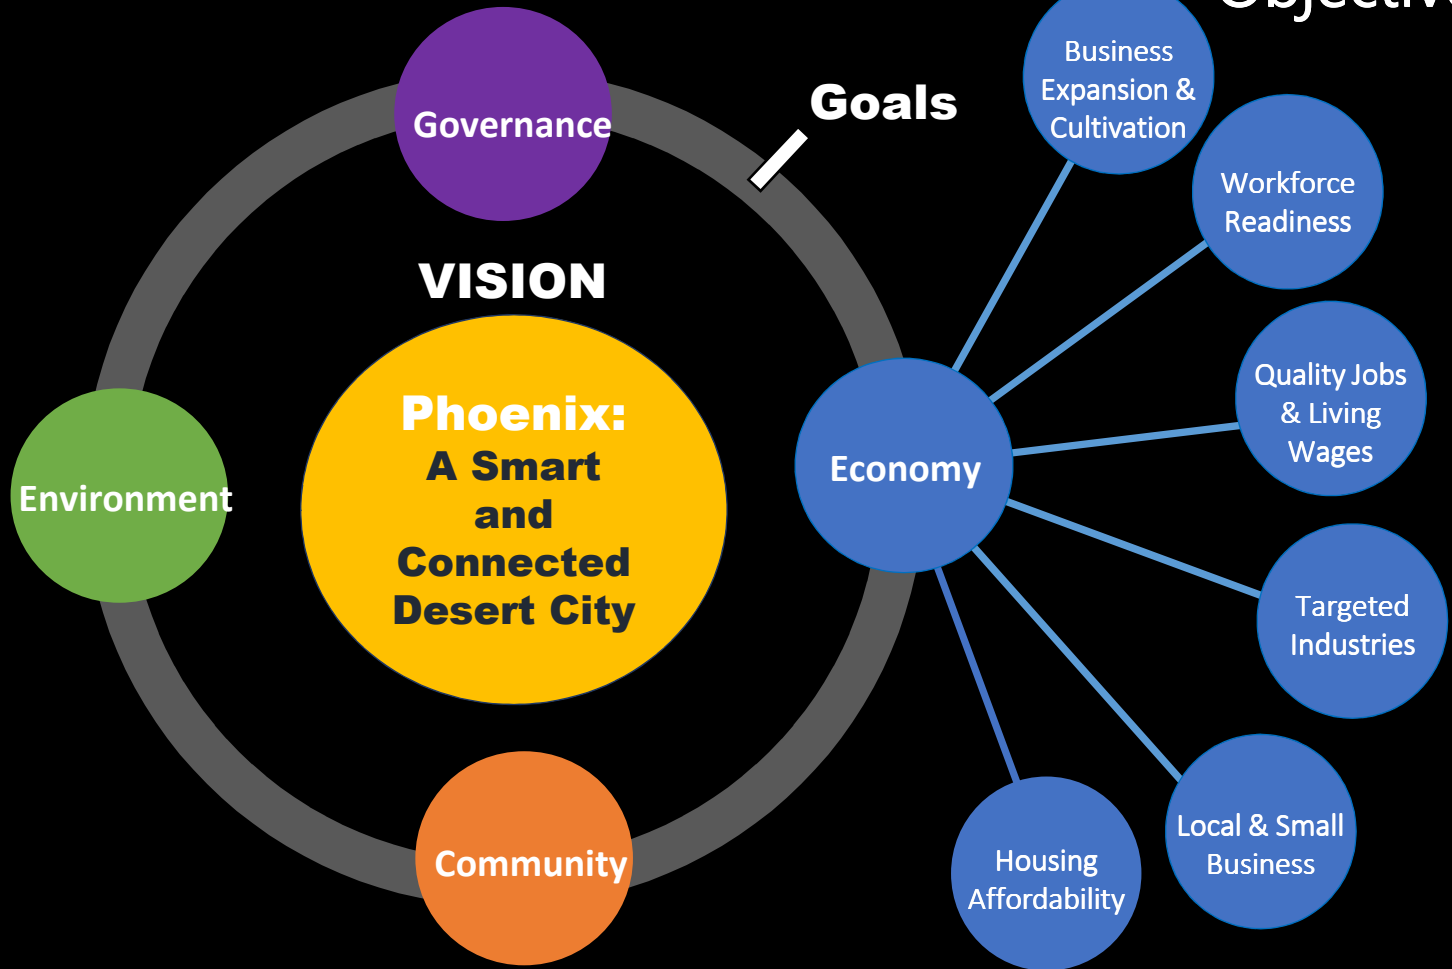 Governance
Goals
VISION
Phoenix:
A Smart
and
Connected
Desert City
Environment
Community
Economy
Business
Expansion &
Cultivation
Workforce
Readiness
Quality Jobs
& Living
Wages
Targeted
Industries
Local & Small
Business
Housing
Affordability